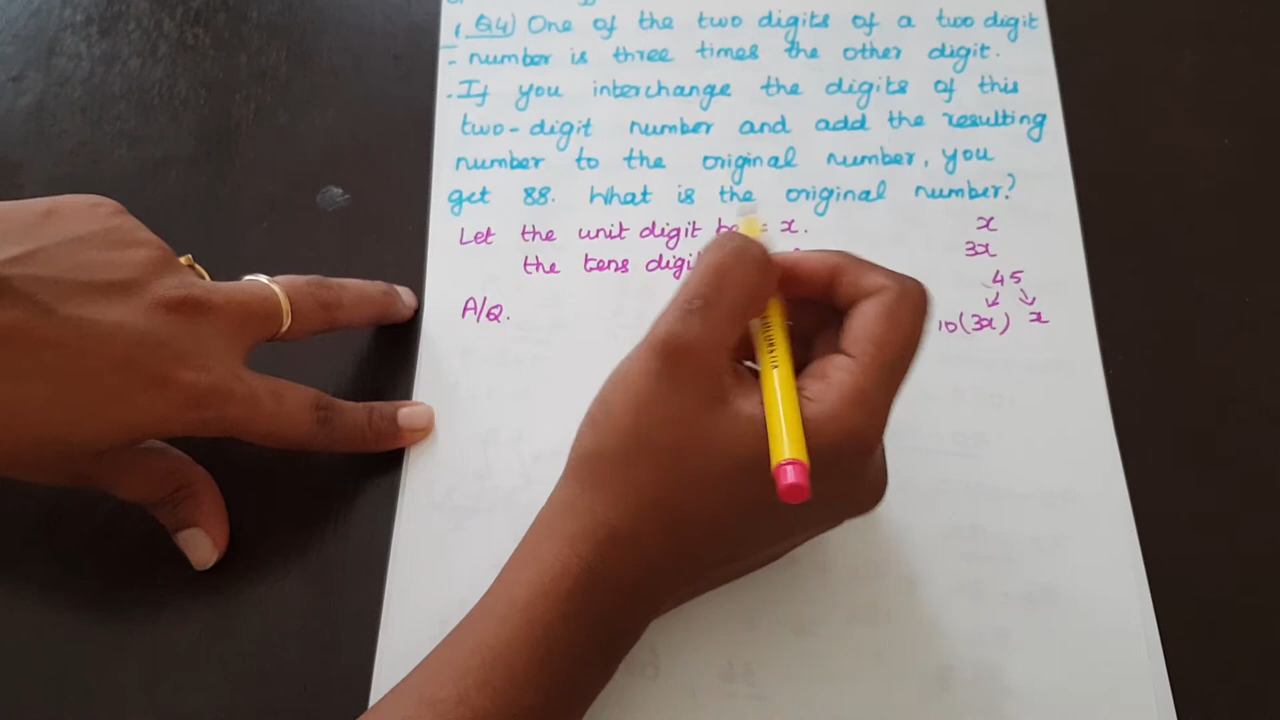 Q4) One of the two digits of a two digit
number is three times the other digit.
If you interchange the digits of this
two-digit number and add the resulting
number to the original number, you
get 88. What is the original number?
Let the unit digit be = x.
x
the tens digit
3x
45
A/Q.
10(3x) x